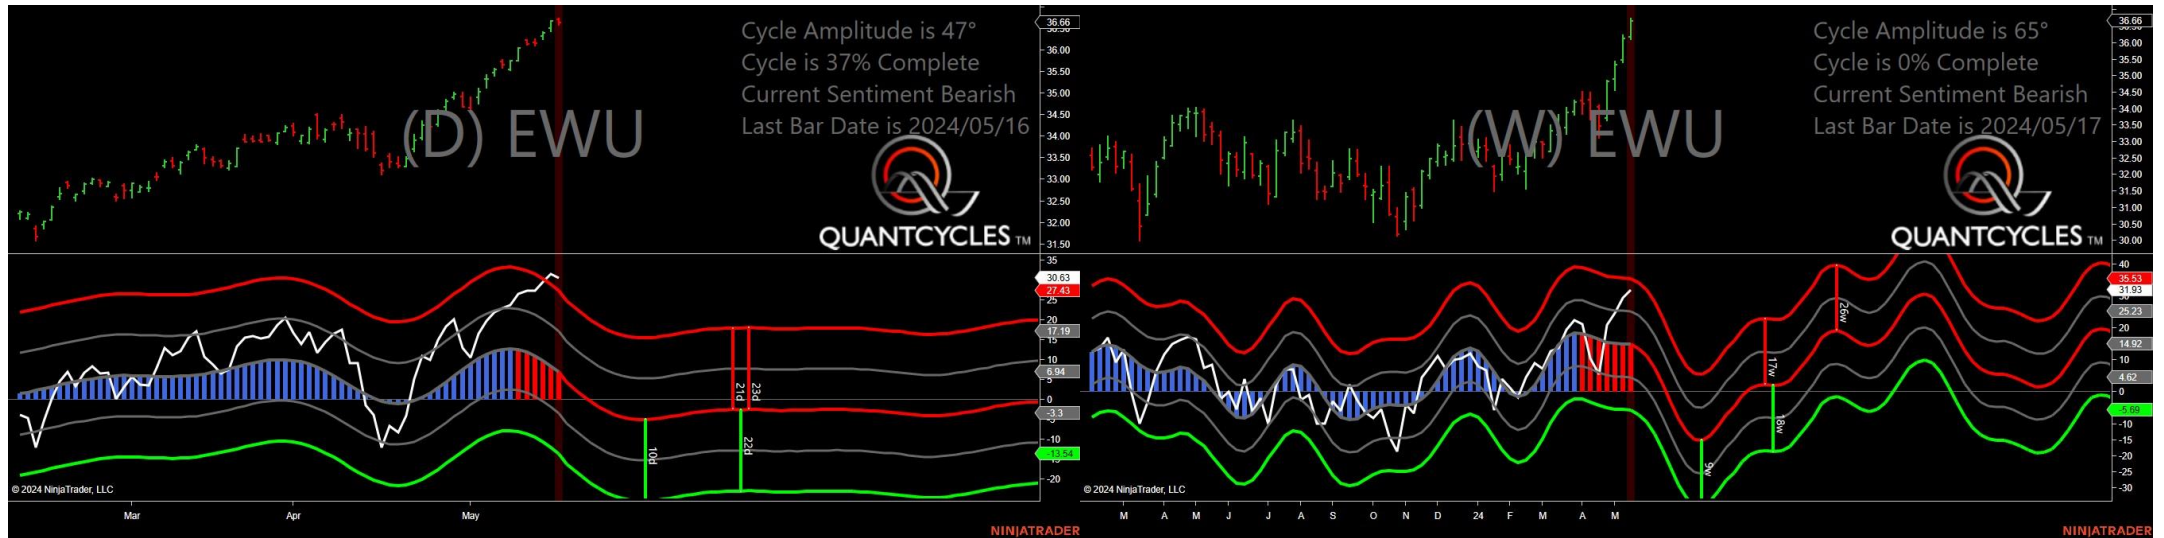 Cycle Amplitude is 47°
Cycle is 37% Complete
Current Sentiment Bearish
Last Bar Date is 2024/05/16
(D) EWU
QUANTCYCLES TM
36.66
36.00
35.50
35.00
34.50
34.00
33.50
33.00
32.50
32.00
31.50
35
30.63
27.43
25
20
17.19
15
10
6.94
5
0
-3.3
-10
-13.54
-20
21d
23d
10d
22d
© 2024 NinjaTrader, LLC
Mar
Apr
May
NINJATRADER
Cycle Amplitude is 65°
Cycle is 0% Complete
Current Sentiment Bearish
Last Bar Date is 2024/05/17
(W) EWU
QUANTCYCLES TM
36.66
36.00
35.50
35.00
34.50
34.00
33.50
33.00
32.50
32.00
31.50
31.00
30.50
30.00
40
35.53
31.93
30
25.23
20
14.92
10
4.62
0
-5.69
-10
-15
-20
-25
-30
26w
17w
18w
9w
© 2024 NinjaTrader, LLC
M
A
M
J
J
A
S
O
N
D
24
F
M
A
M
NINJATRADER